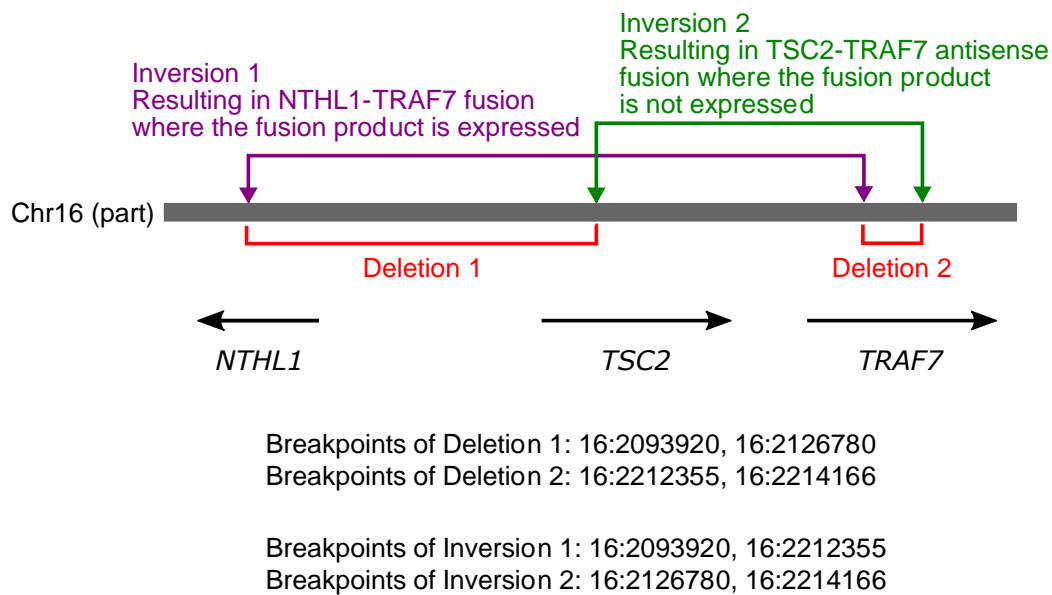 Inversion 2
Resulting in TSC2-TRAF7 antisense
fusion where the fusion product
is not expressed
Inversion 1
Resulting in NTHL1-TRAF7 fusion
where the fusion product is expressed
Chr16 (part)
Deletion 1
Deletion 2
NTHL1
TSC2
TRAF7
Breakpoints of Deletion 1: 16:2093920, 16:2126780
Breakpoints of Deletion 2: 16:2212355, 16:2214166
Breakpoints of Inversion 1: 16:2093920, 16:2212355
Breakpoints of Inversion 2: 16:2126780, 16:2214166